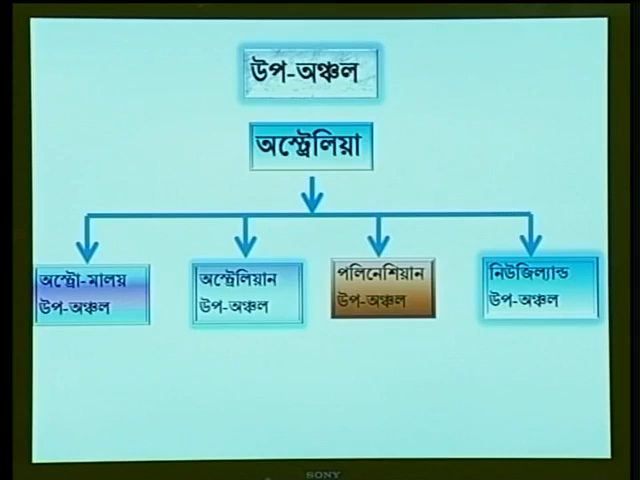 উপ-অঞ্চল
অস্ট্রেলিয়া
অস্ট্রো-মালয়
উপ-অঞ্চল
অস্ট্রেলিয়ান
উপ-অঞ্চল
পলিনেশিয়ান
উপ-অঞ্চল
নিউজিল্যান্ড
উপ-অঞ্চল
SONY